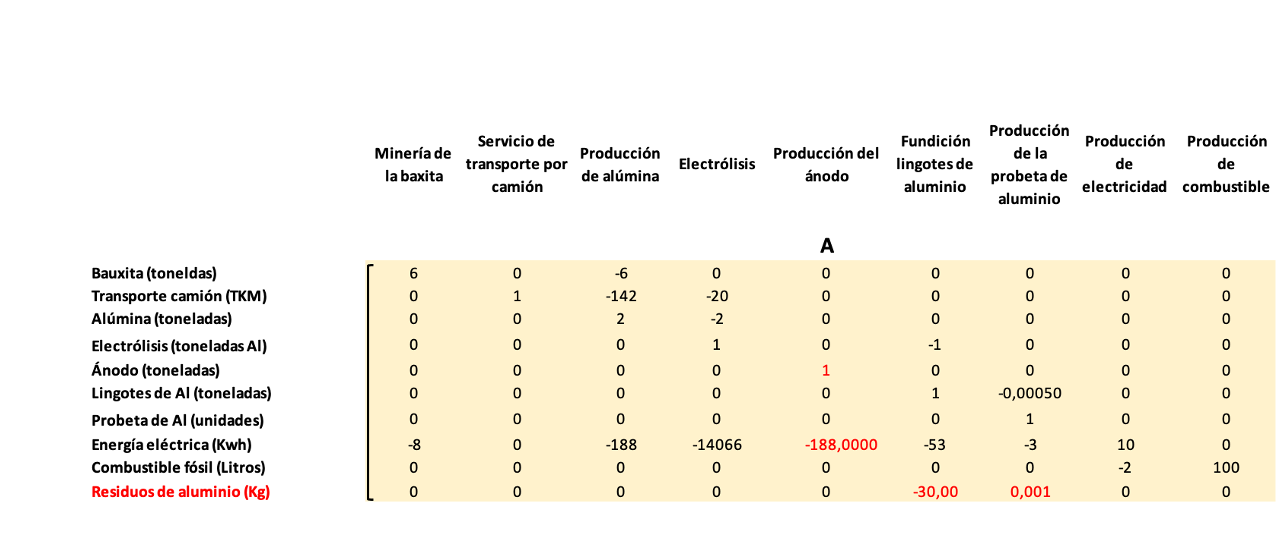 Minería de la baxita Servicio de transporte por camión Producción de alúmina Electrólisis Producción del ánodo Fundición lingotes de aluminio Producción de la probeta de aluminio Producción de electricidad Producción de combustible
A
Bauxita (toneldas) 6 0 -6 0 0 0 0 0 0
Transporte camión (TKM) 0 1 -142 -20 0 0 0 0 0
Alúmina (toneladas) 0 0 2 -2 0 0 0 0 0
Electrólisis (toneladas Al) 0 0 0 1 0 -1 0 0 0
Ánodo (toneladas) 0 0 0 0 1 0 0 0 0
Lingotes de Al (toneladas) 0 0 0 0 0 1 -0,00050 0 0
Probeta de Al (unidades) 0 0 0 0 0 0 1 0 0
Energía eléctrica (Kwh) -8 0 -188 -14066 -188,0000 -53 -3 10 0
Combustible fósil (Litros) 0 0 0 0 0 0 0 -2 100
Residuos de aluminio (Kg) 0 0 0 0 0 -30,00 0,001 0 0